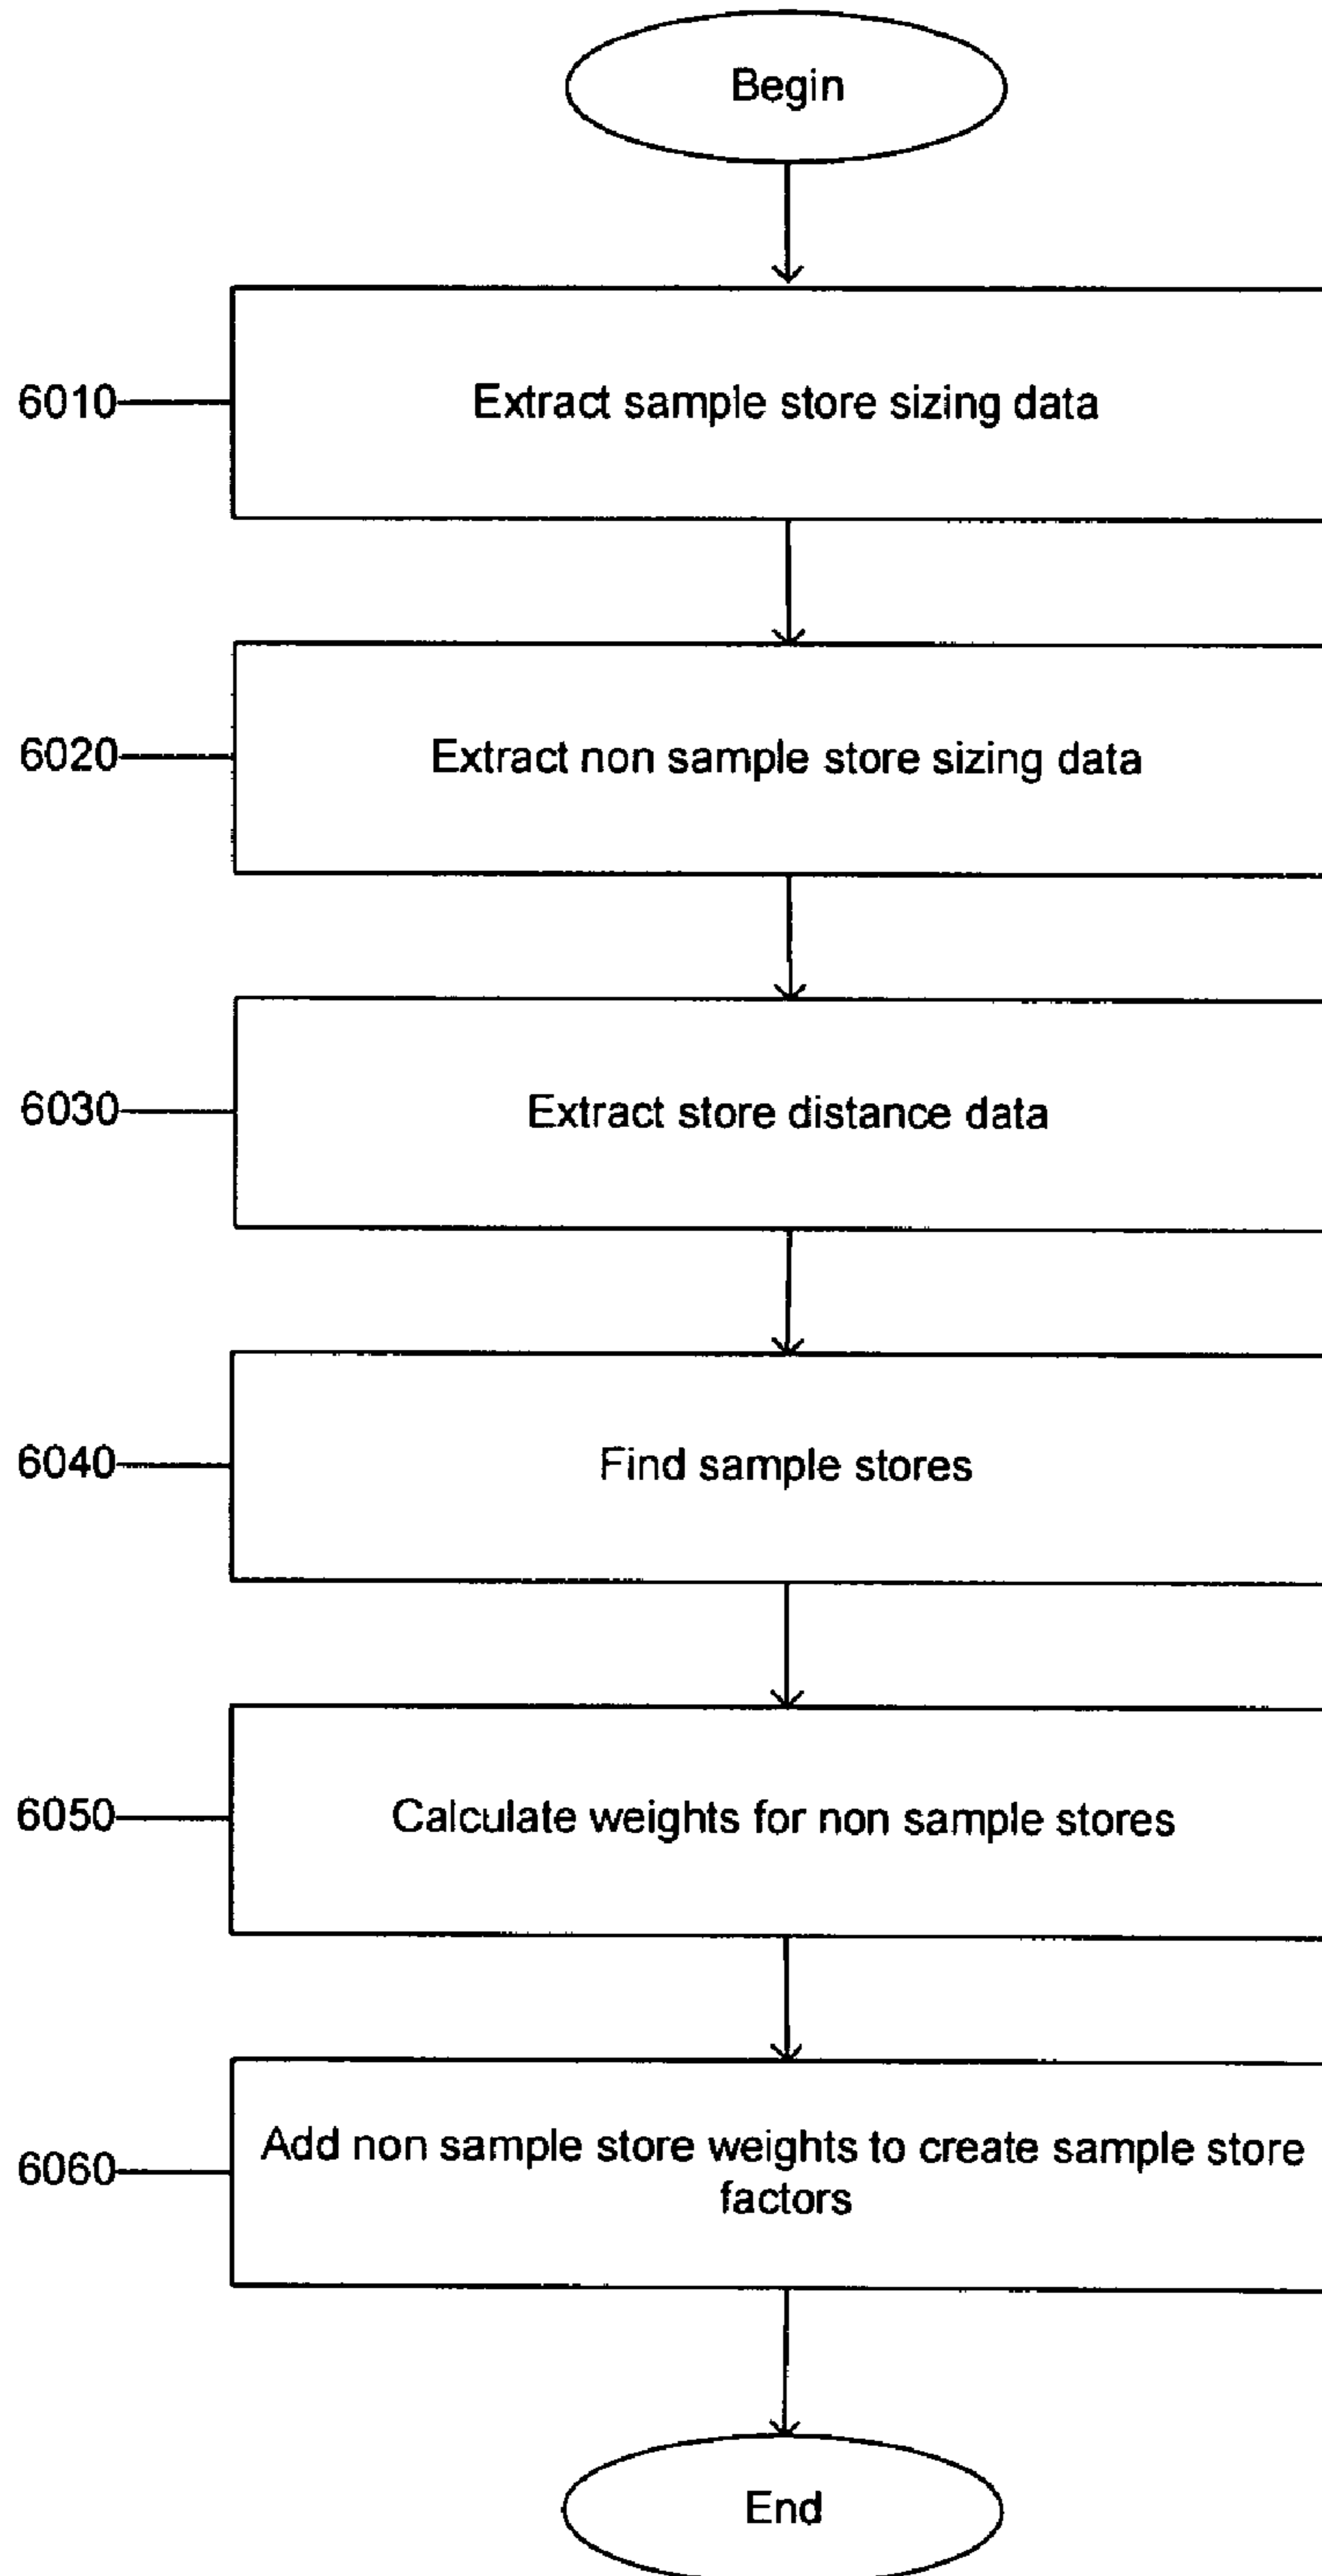 Begin
6010
Extract sample store sizing data
6020
Extract non sample store sizing data
6030
Extract store distance data
6040
Find sample stores
6050
Calculate weights for non sample stores
6060
Add non sample store weights to create sample store
factors
End